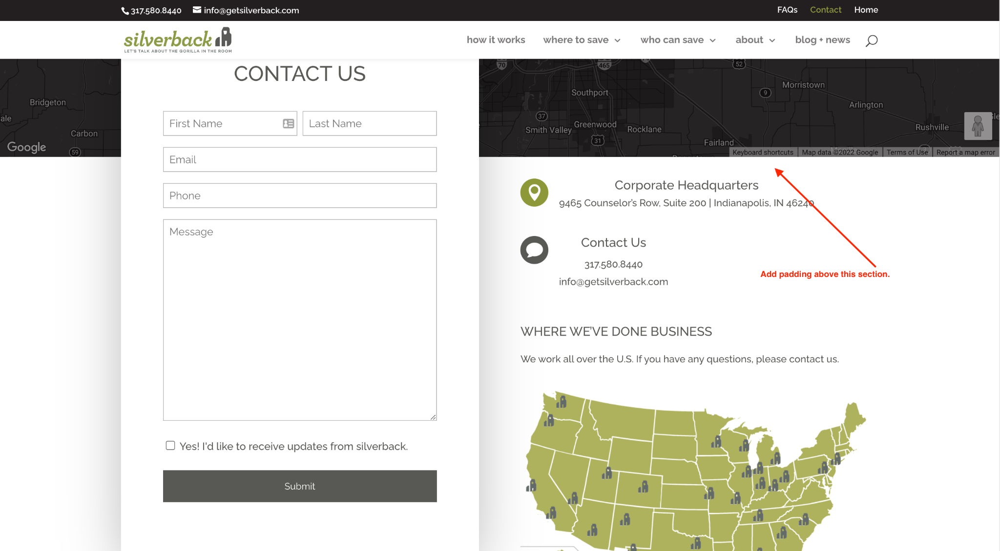 317.580.8440 info@getsilverback.com FAQs Contact Home
silverback
LET'S TALK ABOUT THE GORILLA IN THE ROOM
how it works where to save who can save about blog + news
CONTACT US
70 465 52
Southport
Morristown
9
Bridgeton
Arlington
ale
37
Smith Valley
Greenwood
Rocklane
Carbon
Rushville
31
Fairland
Google
59
3
Keyboard shortcuts Map data ©2022 Google Terms of Use Report a map error
First Name Last Name
Email
Phone
Message
Yes! I'd like to receive updates from silverback.
Submit
Corporate Headquarters
9465 Counselor's Row, Suite 200 | Indianapolis, IN 46240
Contact Us
317.580.8440
info@getsilverback.com
Add padding above this section.
WHERE WE'VE DONE BUSINESS
We work all over the U.S. If you have any questions, please contact us.